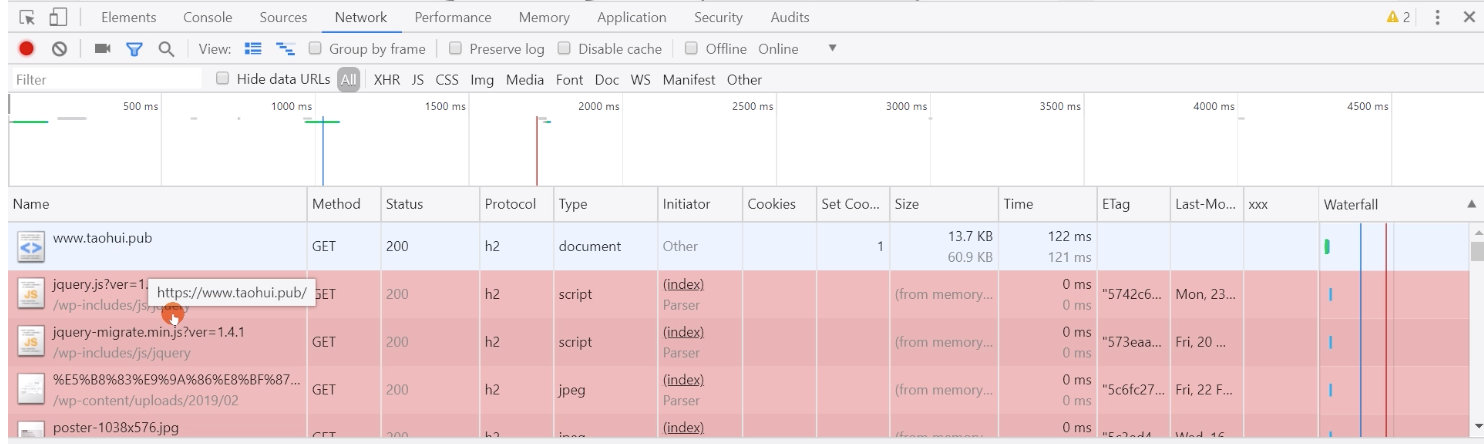 Elements Console Sources Network Performance Memory Application Security Audits 2
View: Group by frame Preserve log Disable cache Offline Online
Filter Hide data URLs All XHR JS CSS Img Media Font Doc WS Manifest Other
500 ms 1000 ms 1500 ms 2000 ms 2500 ms 3000 ms 3500 ms 4000 ms 4500 ms
Name Method Status Protocol Type Initiator Cookies Set Coo... Size Time ETag Last-Mo... xxx Waterfall
www.taohui.pub GET 200 h2 document Other 1 13.7 KB 122 ms
60.9 KB 121 ms
jquery.js?ver=1. GET 200 h2 script (index) (from memory... 0 ms "5742c6... Mon, 23...
/wp-includes/js/jquery Parser 0 ms
https://www.taohui.pub/
jquery-migrate.min.js?ver=1.4.1 GET 200 h2 script (index) (from memory... 0 ms "573eaa... Fri, 20 ...
/wp-includes/js/jquery Parser 0 ms
%E5%B8%83%E9%9A%86%E8%BF%87... GET 200 h2 jpeg (index) (from memory... 0 ms "5c6fc27... Fri, 22 F...
/wp-content/uploads/2019/02 Parser 0 ms
poster-1038x576.jpg GET 200 h2 jpeg (index) (from memory... 0 ms